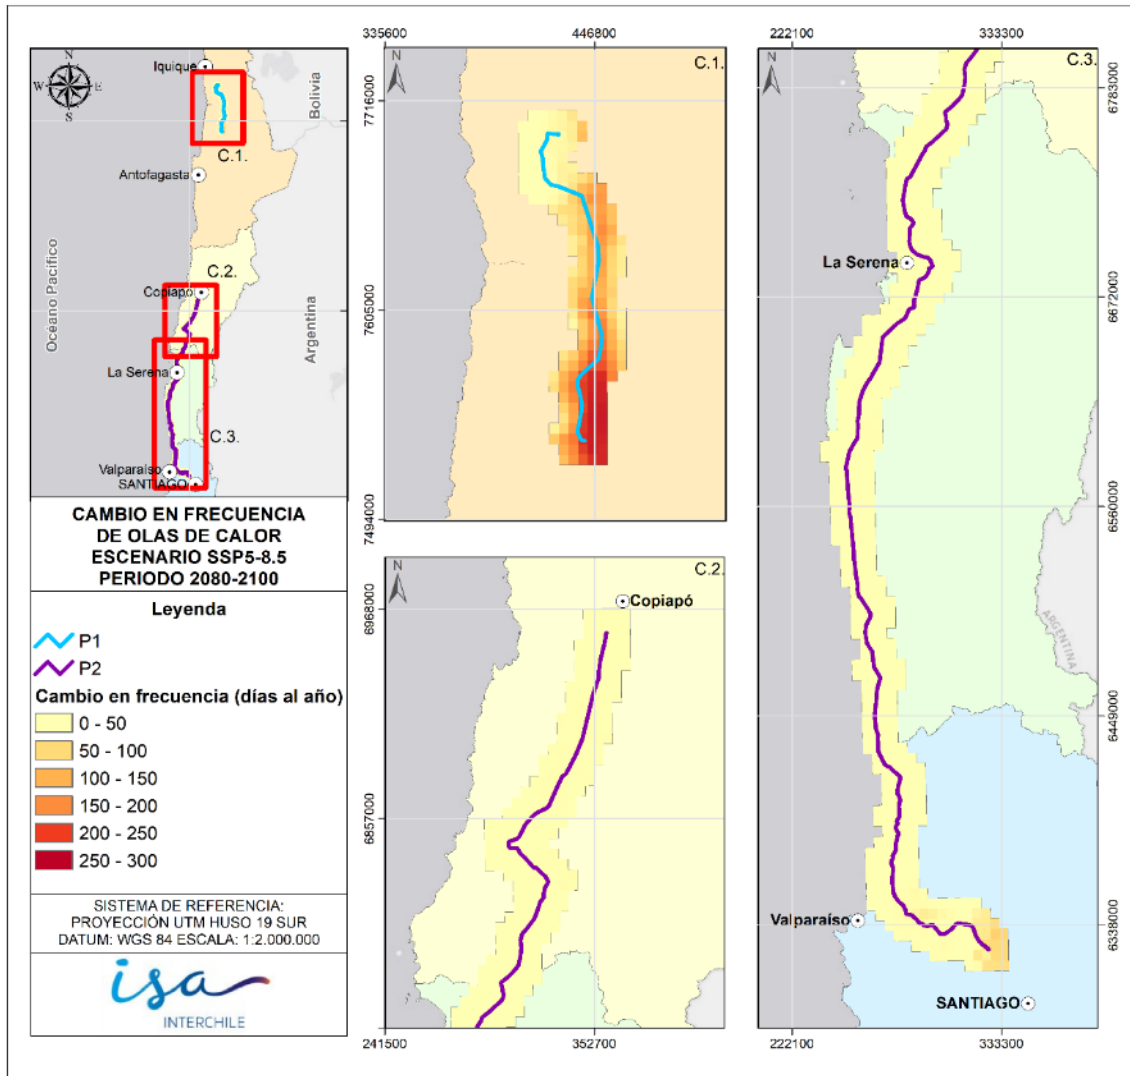 N
W E
S
Iquique
Bolivia
C.1.
Antofagasta
Océano Pacifico
C.2.
Copiapó
Argentina
La Serena
C.3.
Valparaíso
SANTIAGO
CAMBIO EN FRECUENCIA
DE OLAS DE CALOR
ESCENARIO SSP5-8.5
PERIODO 2080-2100
Leyenda
P1
P2
Cambio en frecuencia (días al año)
0 - 50
50 - 100
100 - 150
150 - 200
200 - 250
250 - 300
SISTEMA DE REFERENCIA:
PROYECCIÓN UTM HUSO 19 SUR
DATUM: WGS 84 ESCALA: 1:2.000.000
isa
INTERCHILE
335600 446800
N
C.1.
7716000
7605000
7494000
N
C.2.
Copiapó
6968000
6857000
241500 352700
222100 333300
N
C.3.
6783000
La Serena
6672000
6560000
ARGENTINA
6449000
Valparaíso
6338000
SANTIAGO
222100 333300